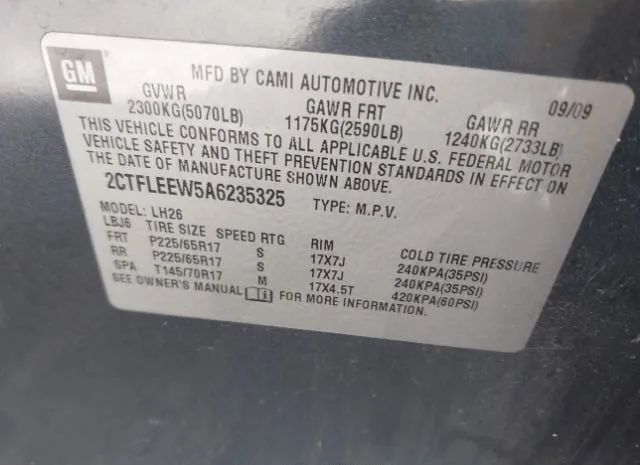 GM
MFD BY CAMI AUTOMOTIVE INC. 09/09
GVWR GAWR FRT GAWR RR
2300KG(5070LB) 1175KG(2590LB) 1240KG(2733LB)
THIS VEHICLE CONFORMS TO ALL APPLICABLE U.S. FEDERAL MOTOR
VEHICLE SAFETY AND THEFT PREVENTION STANDARDS IN EFFECT ON
THE DATE OF MANUFACTURE SHOWN ABOVE.
2CTFLEEW5A6235325 TYPE: M.P.V.
MODEL: LH26
LBJ6 TIRE SIZE SPEED RTG RIM COLD TIRE PRESSURE
FRT P225/65R17 S 17X7J 240KPA(35PSI)
RR P225/65R17 S 17X7J 240KPA(35PSI)
SPA T145/70R17 M 17X4.5T 420KPA(60PSI)
SEE OWNER'S MANUAL i FOR MORE INFORMATION.